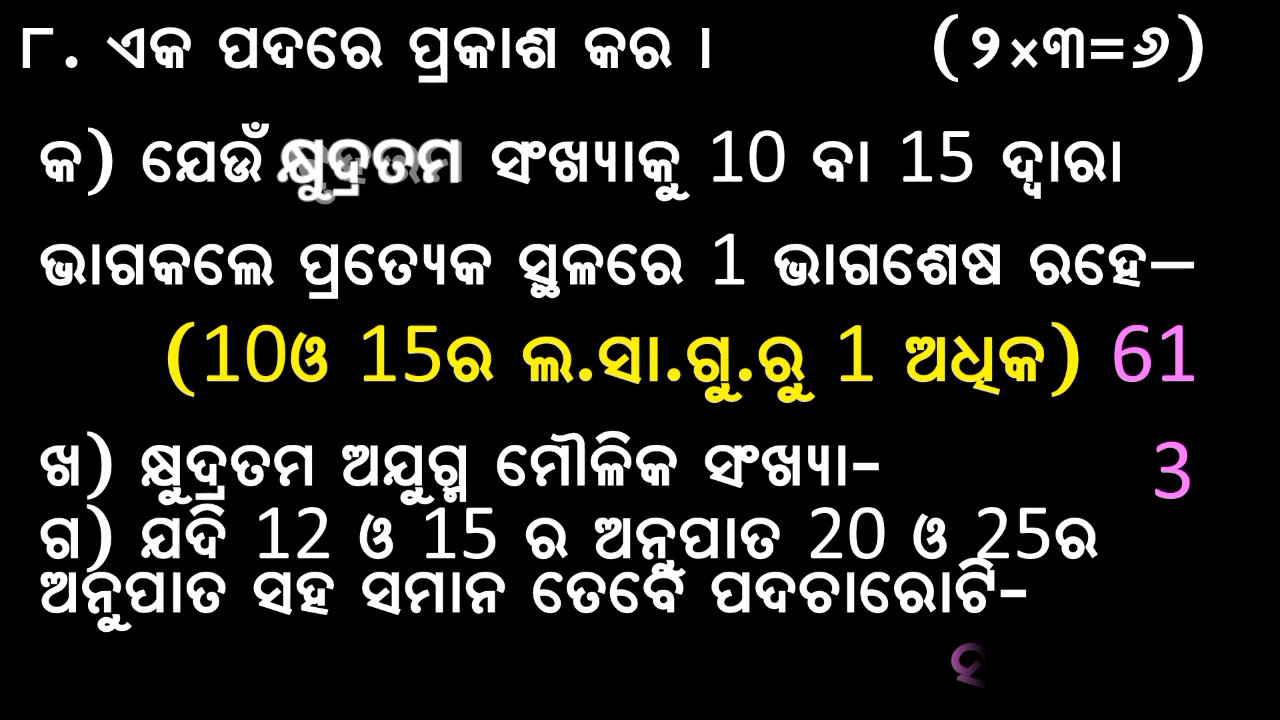 ୮. ଏକ ପଦରେ ପ୍ରକାଶ କର । (୨×୩=୬)
କ) ଯେଉଁ କ୍ଷୁଦ୍ରତମ ସଂଖ୍ୟାକୁ 10 ବା 15 ଦ୍ୱାରା
ଭାଗକଲେ ପ୍ରତ୍ୟେକ ସ୍ଥଳରେ 1 ଭାଗଶେଷ ରହେ–
(10ଓ 15ର ଲ.ସା.ଗୁ.ରୁ 1 ଅଧିକ) 61
ଖ) କ୍ଷୁଦ୍ରତମ ଅଯୁଗ୍ମ ମୌଳିକ ସଂଖ୍ୟା- 3
ଗ) ଯଦି 12 ଓ 15 ର ଅନୁପାତ 20 ଓ 25ର
ଅନୁପାତ ସହ ସମାନ ତେବେ ପଦଚାରୋଟି-